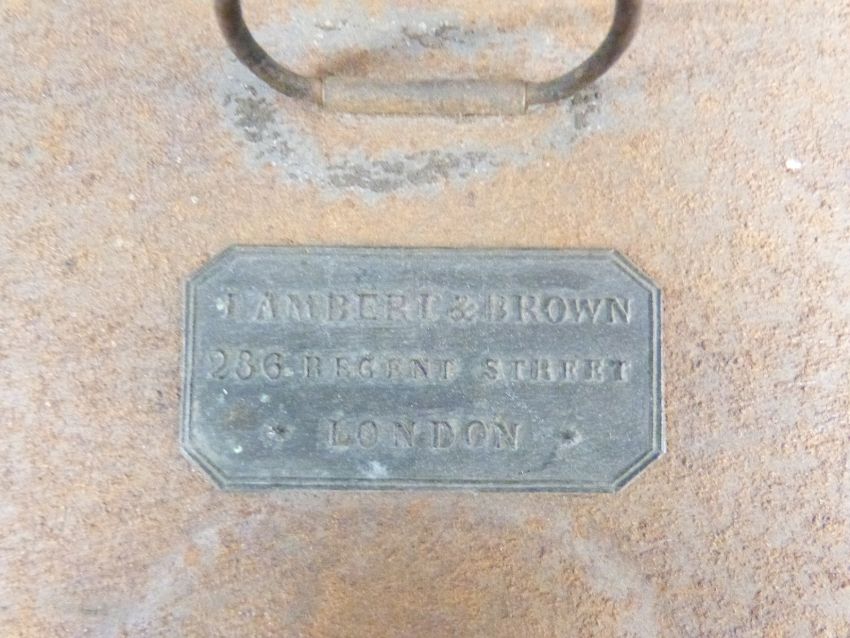 LAMBERT & BROWN
236 REGENT STREET
LONDON